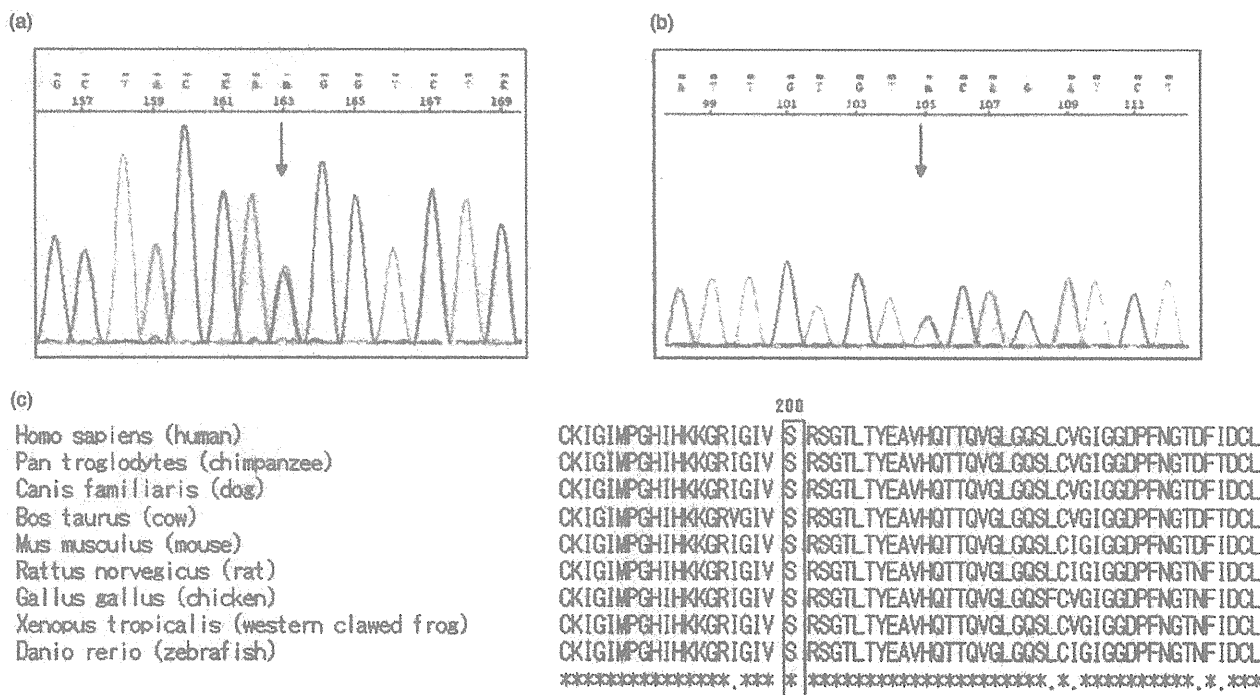 (a)
157 159 161 163 165 167 169
(b)
99 101 103 105 107 109 111
(c)
200
Homo sapiens (human) CKIGIMPGHIHKKGRIGIV S RSGTLTYEAVHQTTQVGLGQSLCVGIGGDPFNGTDFIDCL
Pan troglodytes (chimpanzee) CKIGIMPGHIHKKGRIGIV S RSGTLTYEAVHQTTQVGLGQSLCVGIGGDPFNGTDFTDCL
Canis familiaris (dog) CKIGIMPGHIHKKGRIGIV S RSGTLTYEAVHQTTQVGLGQSLCVGIGGDPFNGTDFIDCL
Bos taurus (cow) CKIGIMPGHIHKKGRVGIV S RSGTLTYEAVHQTTQVGLGQSLCVGIGGDPFNGTDFIDCL
Mus musculus (mouse) CKIGIMPGHIHKKGRIGIV S RSGTLTYEAVHQTTQVGLGQSLCIGIGGDPFNGTDFIDCL
Rattus norvegicus (rat) CKIGIMPGHIHKKGRIGIV S RSGTLTYEAVHQTTQVGLGQSLCIGIGGDPFNGTNFIDCL
Gallus gallus (chicken) CKIGIMPGHIHKKGRIGIV S RSGTLTYEAVHQTTQVGLGQSFCVGIGGDPFNGTNFIDCL
Xenopus tropicalis (western clawed frog) CKIGIMPGHIHKKGRIGIV S RSGTLTYEAVHQTTQVGLGQSLCIGIGGDPFNGTNFIDCL
Danio rerio (zebrafish) CKIGIMPGHIHKKGRIGIV S RSGTLTYEAVHQTTQVGLGQSLCIGIGGDPFNGTNFIDCL
***************.*** * *********************.*.**********.*.***